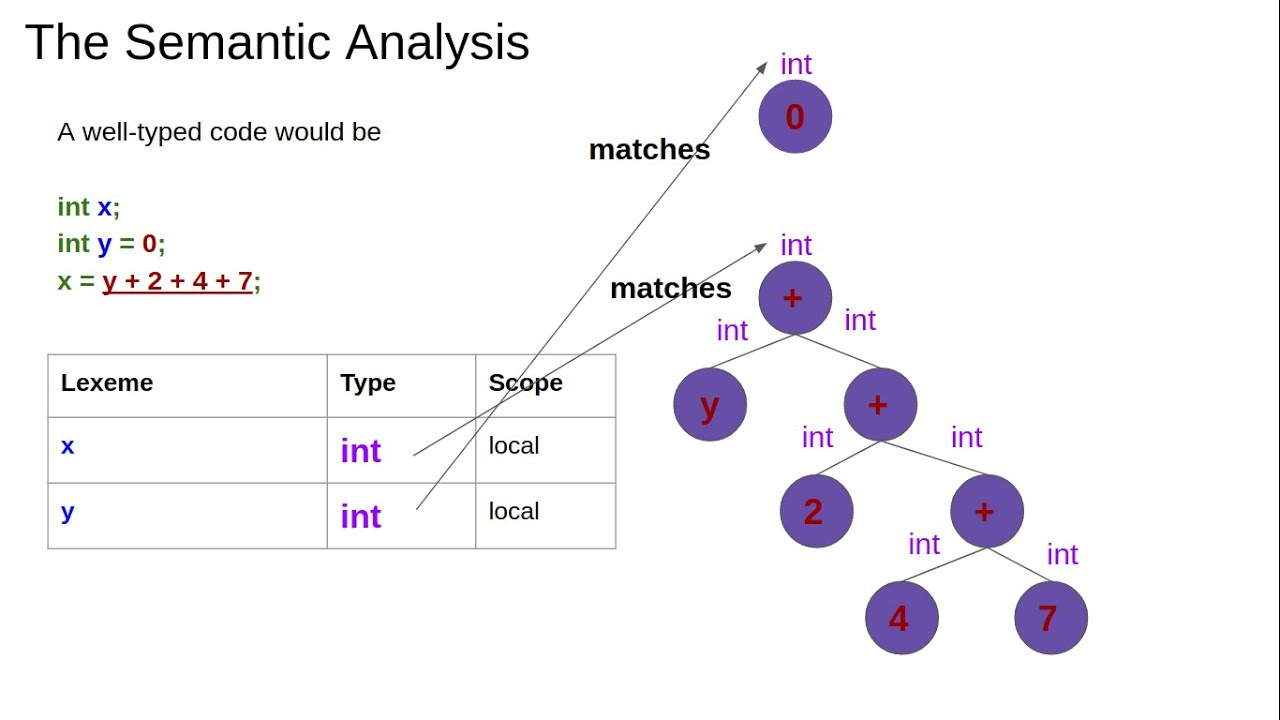 The Semantic Analysis
A well-typed code would be
int x;
int y = 0;
x = y + 2 + 4 + 7;
Lexeme Type Scope
x int local
y int local
matches
matches
int
0
int
+
int int
y +
int int
2 +
int int
4 7